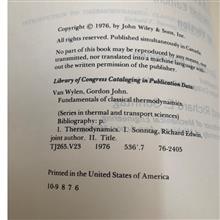 Copyright © 1976, by John Wiley & Sons, Inc.
All rights reserved. Published simultaneously in Canada.
No part of this book may be reproduced by any means, nor
transmitted, nor translated into a machine language without
out the written permission of the publisher.
Library of Congress Cataloging in Publication Data:
Van Wylen, Gordon John.
Fundamentals of classical thermodynamics.
(Series in thermal and transport sciences)
Bibliography: p.
1. Thermodynamics. I. Sonntag, Richard Edwin,
joint author. II. Title.
TJ265.V23 1976 536'.7 76-2405
Printed in the United States of America
10-9 8 7 6